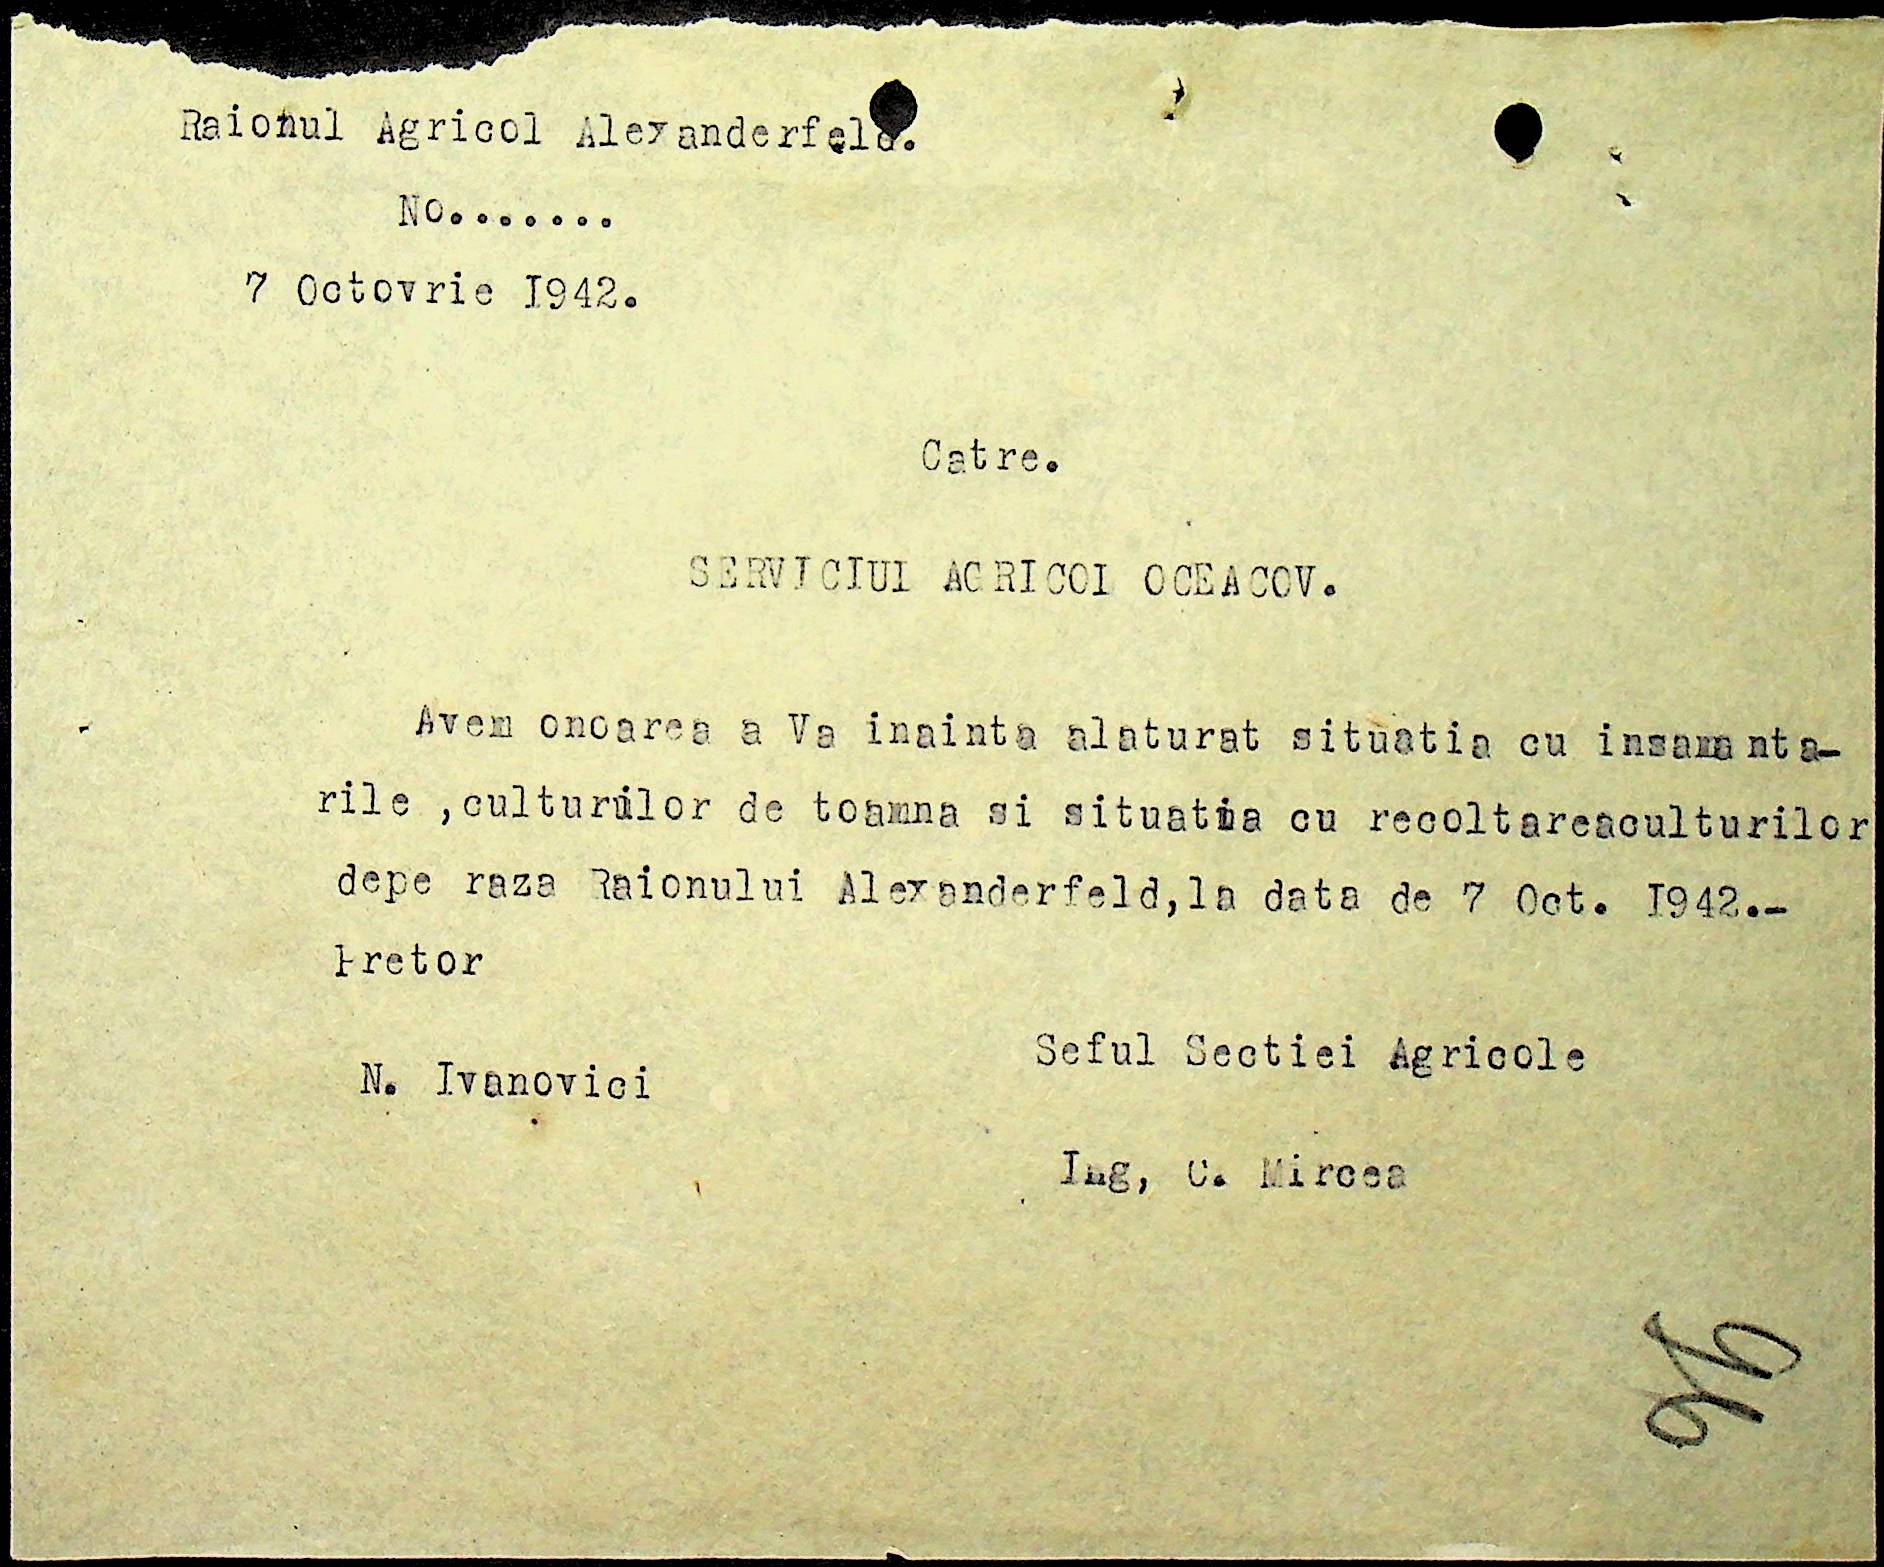 Raionul Agricol Alexanderfeld.
No.......
7 Octovrie I942.
Catre.
SERVICIUL AGRICOL OCEACOV.
Avem onoarea a Va inainta alaturat situatia cu insamanta-
rile ,culturilor de toamna si situatia cu recoltareaculturilor
depe raza Raionului Alexanderfeld,la data de 7 Oct. I942.-
Pretor
Seful Sectiei Agricole
N. Ivanovici
Ing, C. Mircea